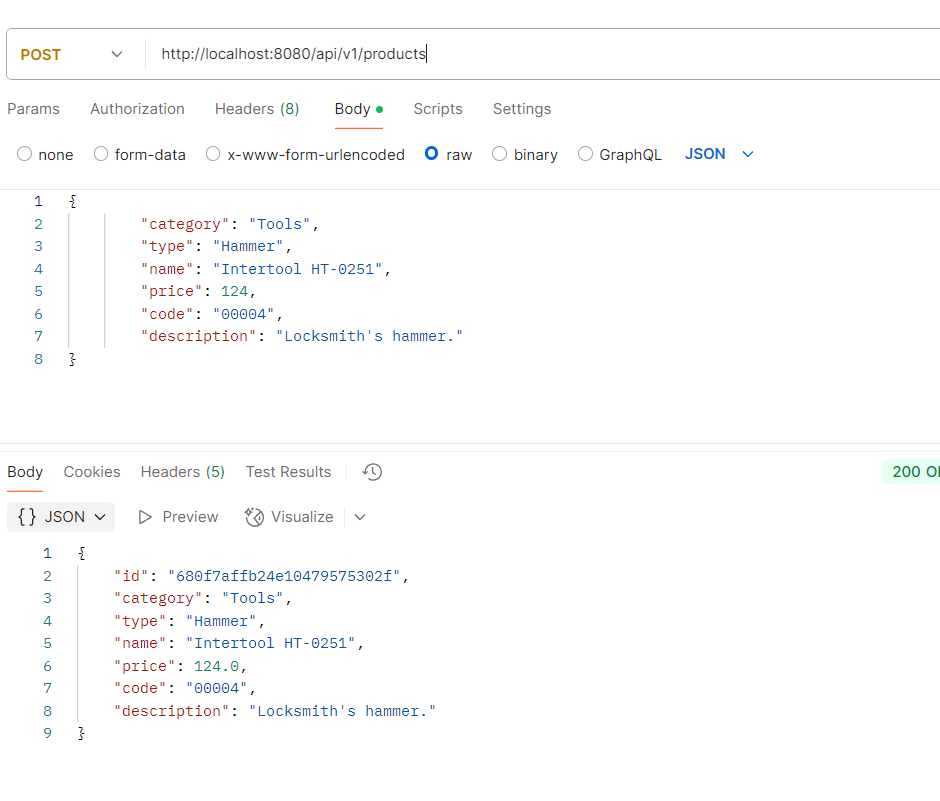 POST http://localhost:8080/api/v1/products
Params Authorization Headers (8) Body Scripts Settings
none form-data x-www-form-urlencoded raw binary GraphQL JSON
1 {
2 "category": "Tools",
3 "type": "Hammer",
4 "name": "Intertool HT-0251",
5 "price": 124,
6 "code": "00004",
7 "description": "Locksmith's hammer."
8 }
Body Cookies Headers (5) Test Results 200 O
{} JSON Preview Visualize
1 {
2 "id": "680f7affb24e10479575302f",
3 "category": "Tools",
4 "type": "Hammer",
5 "name": "Intertool HT-0251",
6 "price": 124.0,
7 "code": "00004",
8 "description": "Locksmith's hammer."
9 }